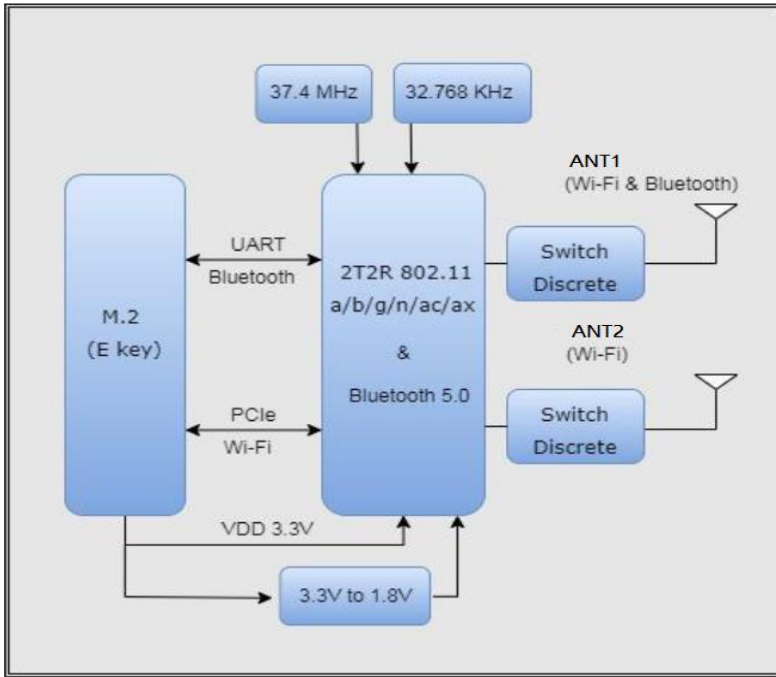 37.4 MHz
32.768 KHz
ANT1
(Wi-Fi & Bluetooth)
UART
Bluetooth
2T2R 802.11
a/b/g/n/ac/ax
&
Bluetooth 5.0
Switch
Discrete
M.2
(E key)
ANT2
(Wi-Fi)
PCIe
Wi-Fi
Switch
Discrete
VDD 3.3V
3.3V to 1.8V